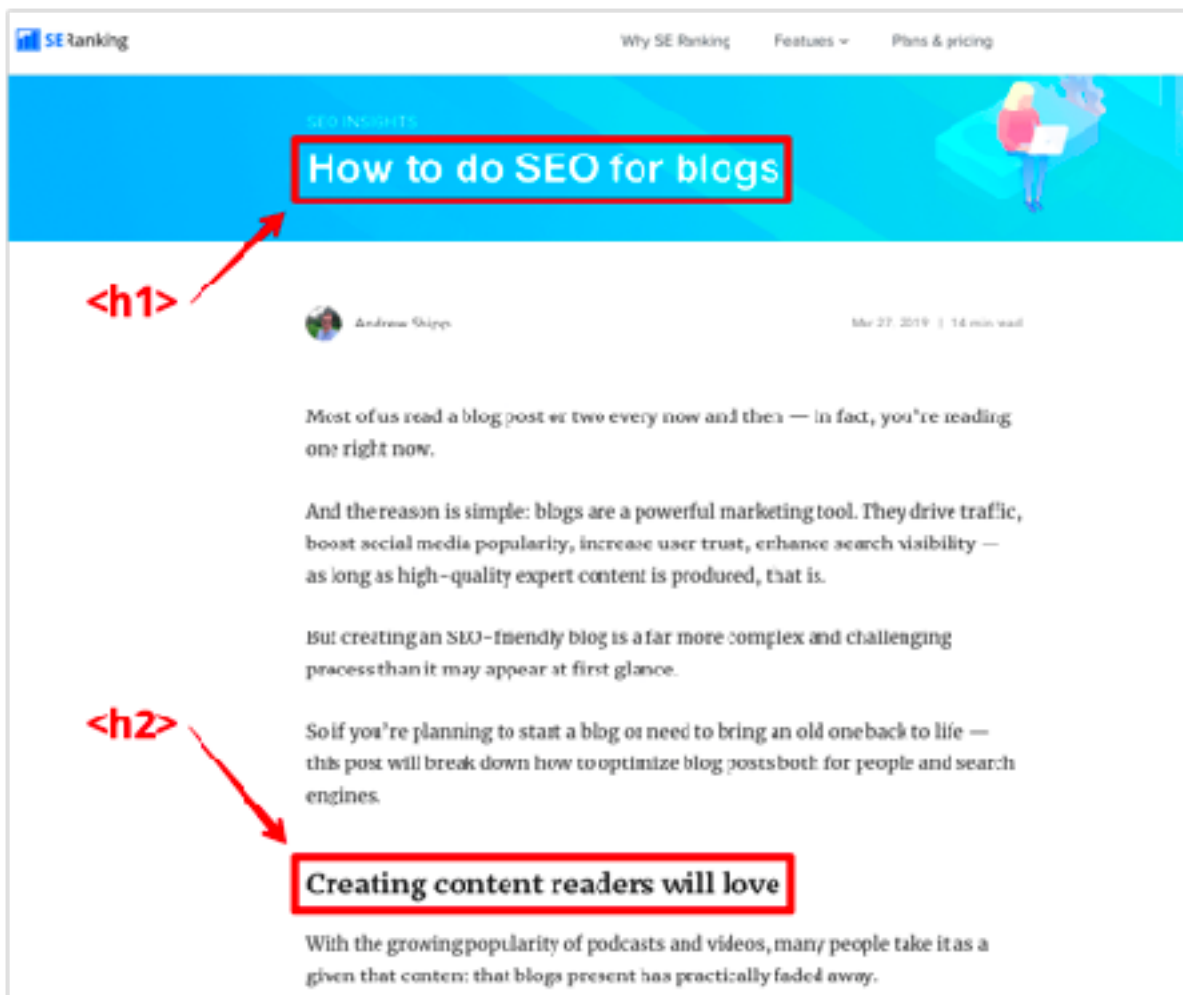 SE Ranking
Why SE Ranking Features Plans & pricing
SEO INSIGHTS
How to do SEO for blogs
<h1>
Andrew Shipp
Mar 27, 2019 | 14 min read
Most of us read a blog post or two every now and then — in fact, you're reading
one right now.
And the reason is simple: blogs are a powerful marketing tool. They drive traffic,
boost social media popularity, increase user trust, enhance search visibility —
as long as high-quality expert content is produced, that is.
But creating an SEO-friendly blog is a far more complex and challenging
process than it may appear at first glance.
<h2>
So if you're planning to start a blog or need to bring an old one back to life —
this post will break down how to optimize blog posts both for people and search
engines.
Creating content readers will love
With the growing popularity of podcasts and videos, many people take it as a
given that content that blogs present has practically faded away.